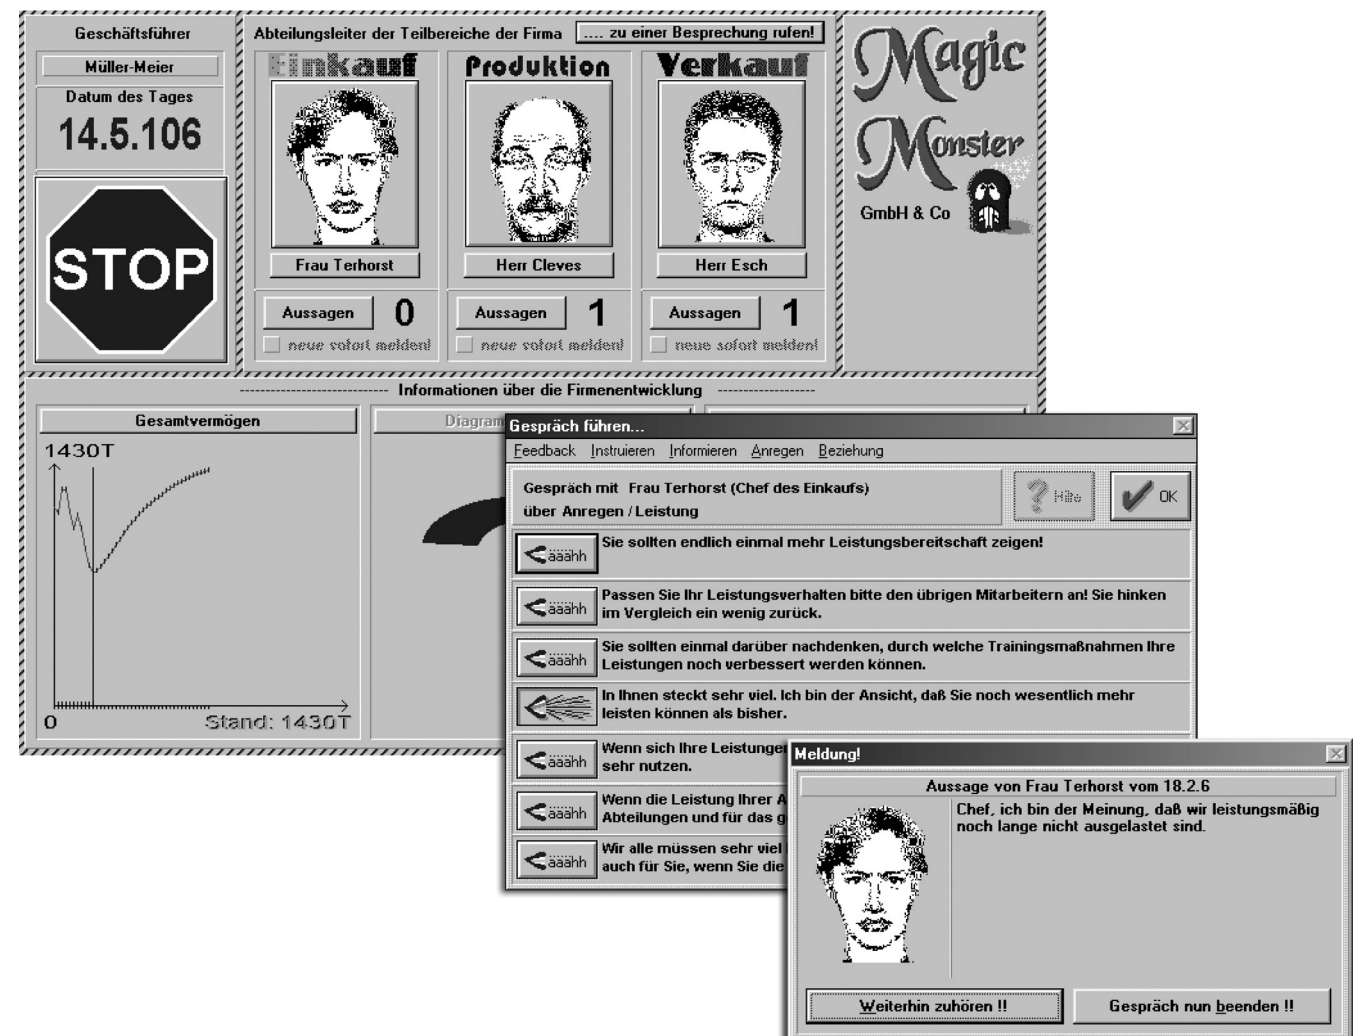 Geschäftsführer
Müller-Meier
Datum des Tages
14.5.106
STOP
Abteilungsleiter der Teilbereiche der Firma
.... zu einer Besprechung rufen!
Einkauf
Produktion
Verkauf
Frau Terhorst
Herr Cleves
Herr Esch
Aussagen 0
Aussagen 1
Aussagen 1
neue sofort melden!
neue sofort melden!
neue sofort melden!
Magic
Monster
GmbH & Co
Informationen über die Firmenentwicklung
Gesamtvermögen
1430T
0
Stand: 1430T
Gespräch führen...
Feedback Instruieren Informieren Anregen Beziehung
Gespräch mit Frau Terhorst (Chef des Einkaufs)
über Anregen / Leistung
Hilfe
OK
ääähh
Sie sollten endlich einmal mehr Leistungsbereitschaft zeigen!
ääähh
Passen Sie Ihr Leistungsverhalten bitte den übrigen Mitarbeitern an! Sie hinken
im Vergleich ein wenig zurück.
ääähh
Sie sollten einmal darüber nachdenken, durch welche Trainingsmaßnahmen Ihre
Leistungen noch verbessert werden können.
In Ihnen steckt sehr viel. Ich bin der Ansicht, daß Sie noch wesentlich mehr
leisten können als bisher.
ääähh
Wenn sich Ihre
sehr nutzen.
ääähh
Wenn die Leistung Ihrer
Abteilungen und für das
ääähh
Wir alle müssen sehr viel
auch für Sie, wenn Sie die
Meldung!
Aussage von Frau Terhorst vom 18.2.6
Chef, ich bin der Meinung, daß wir leistungsmäßig
noch lange nicht ausgelastet sind.
Weiterhin zuhören !!
Gespräch nun beenden !!